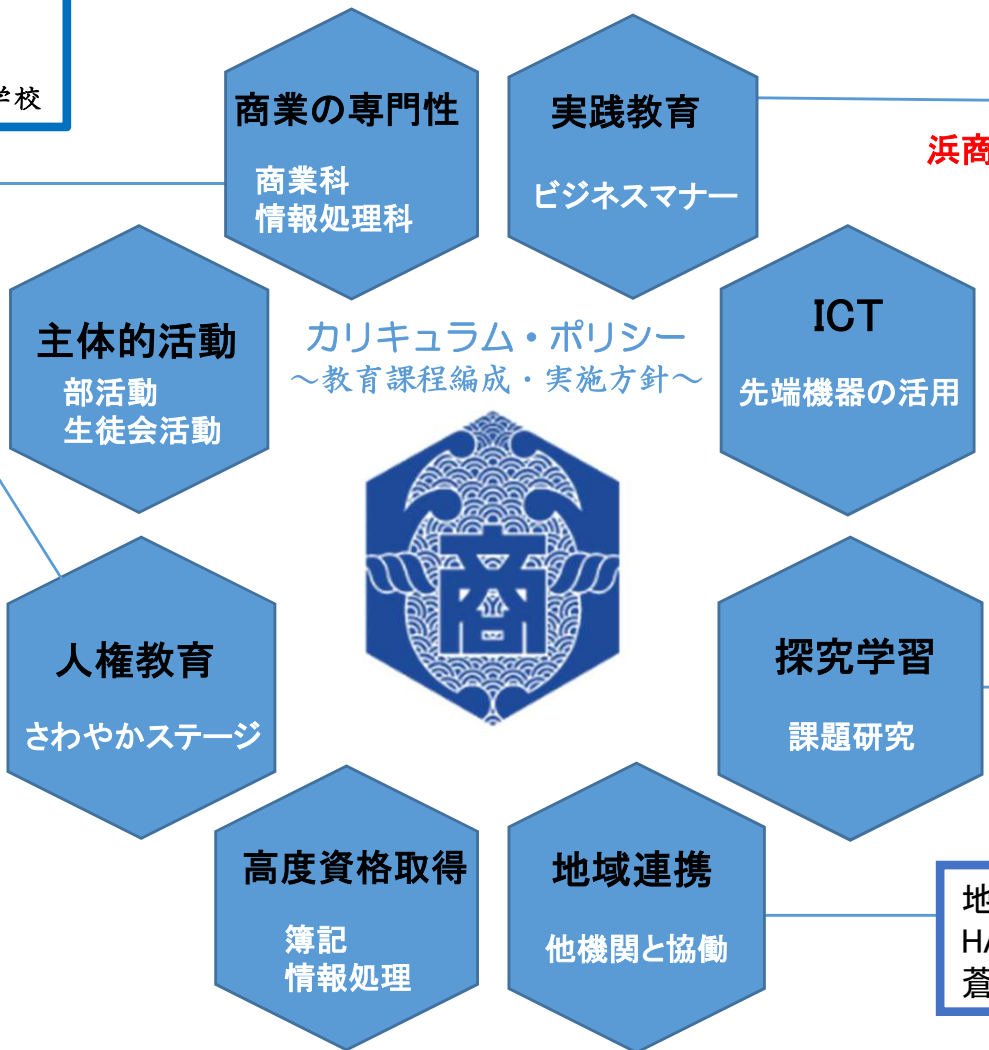 学校
商業の専門性
商業科
情報処理科
実践教育
ビジネスマナー
浜商
主体的活動
部活動
生徒会活動
カリキュラム・ポリシー
～教育課程編成・実施方針～
ICT
先端機器の活用
商
人権教育
さわやかステージ
探究学習
課題研究
高度資格取得
簿記
情報処理
地域連携
他機関と協働
地
HA
蒼